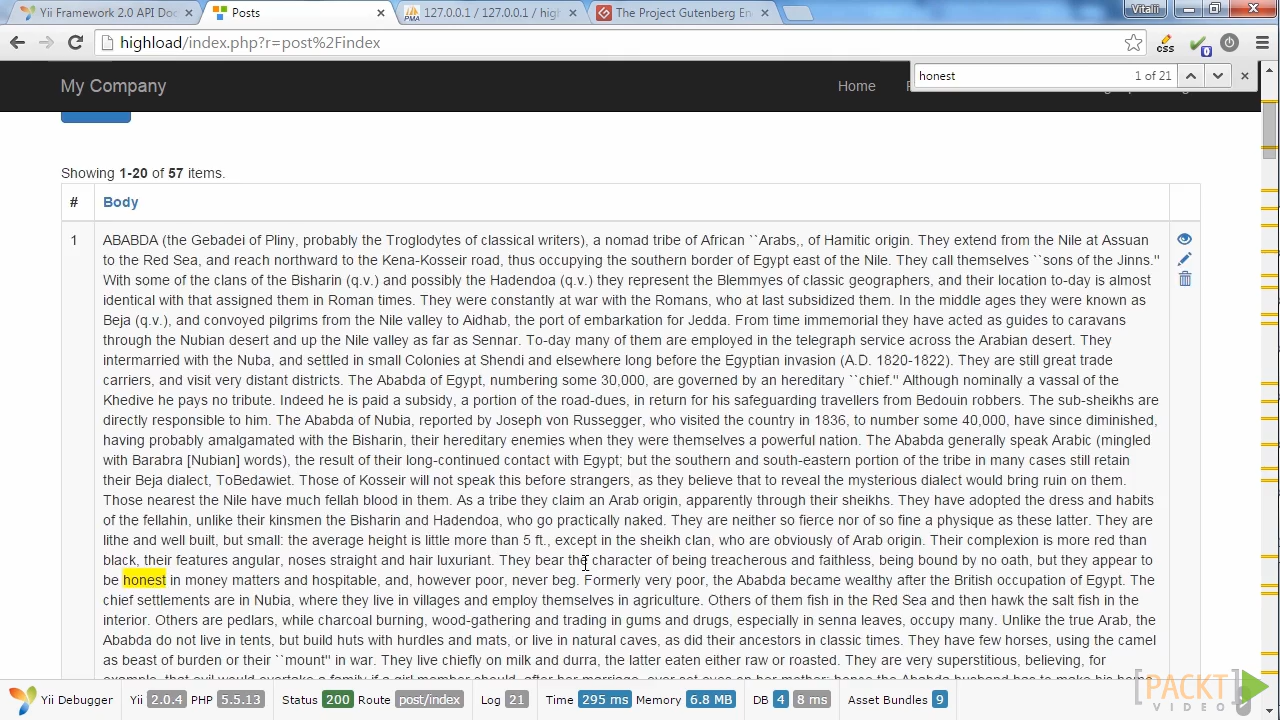 Yii Framework 2.0 API Doc
Posts
127.0.0.1 / 127.0.0.1 / hig
The Project Gutenberg En
Vitalii
highload/index.php?r=post%2Findex
css
0
honest
1 of 21
My Company
Home
Showing 1-20 of 57 items.
#
Body
1
ABABDA (the Gebadei of Pliny, probably the Troglodytes of classical writers), a nomad tribe of African ``Arabs,, of Hamitic origin. They extend from the Nile at Assuan
to the Red Sea, and reach northward to the Kena-Kosseir road, thus occupying the southern border of Egypt east of the Nile. They call themselves ``sons of the Jinns.''
With some of the clans of the Bisharin (q.v.) and possibly the Hadendoa (q.v.) they represent the Blemmyes of classic geographers, and their location to-day is almost
identical with that assigned them in Roman times. They were constantly at war with the Romans, who at last subsidized them. In the middle ages they were known as
Beja (q.v.), and convoyed pilgrims from the Nile valley to Aidhab, the port of embarkation for Jedda. From time immemorial they have acted as guides to caravans
through the Nubian desert and up the Nile valley as far as Sennar. To-day many of them are employed in the telegraph service across the Arabian desert. They
intermarried with the Nuba, and settled in small Colonies at Shendi and elsewhere long before the Egyptian invasion (A.D. 1820-1822). They are still great trade
carriers, and visit very distant districts. The Ababda of Egypt, numbering some 30,000, are governed by an hereditary ``chief.'' Although nominally a vassal of the
Khedive he pays no tribute. Indeed he is paid a subsidy, a portion of the road-dues, in return for his safeguarding travellers from Bedouin robbers. The sub-sheikhs are
directly responsible to him. The Ababda of Nubia, reported by Joseph von Russegger, who visited the country in 1836, to number some 40,000, have since diminished,
having probably amalgamated with the Bisharin, their hereditary enemies when they were themselves a powerful nation. The Ababda generally speak Arabic (mingled
with Barabra [Nubian] words), the result of their long-continued contact with Egypt; but the southern and south-eastern portion of the tribe in many cases still retain
their Beja dialect, ToBedawiet. Those of Kosseir will not speak this before strangers, as they believe that to reveal the mysterious dialect would bring ruin on them.
Those nearest the Nile have much fellah blood in them. As a tribe they claim an Arab origin, apparently through their sheikhs. They have adopted the dress and habits
of the fellahin, unlike their kinsmen the Bisharin and Hadendoa, who go practically naked. They are neither so fierce nor of so fine a physique as these latter. They are
lithe and well built, but small: the average height is little more than 5 ft., except in the sheikh clan, who are obviously of Arab origin. Their complexion is more red than
black, their features angular, noses straight and hair luxuriant. They bear the character of being treacherous and faithless, being bound by no oath, but they appear to
be honest in money matters and hospitable, and, however poor, never beg. Formerly very poor, the Ababda became wealthy after the British occupation of Egypt. The
chief settlements are in Nubia, where they live in villages and employ themselves in agriculture. Others of them fish in the Red Sea and then hawk the salt fish in the
interior. Others are pedlars, while charcoal burning, wood-gathering and trading in gums and drugs, especially in senna leaves, occupy many. Unlike the true Arab, the
Ababda do not live in tents, but build huts with hurdles and mats, or live in natural caves, as did their ancestors in classic times. They have few horses, using the camel
as beast of burden or their ``mount'' in war. They live chiefly on milk and durra, the latter eaten either raw or roasted. They are very superstitious, believing, for
Yii Debugger
Yii 2.0.4 PHP 5.5.13
Status 200 Route post/index
Log 21
Time 295 ms Memory 6.8 MB
DB 4 8 ms
Asset Bundles 9
[PACKT]
VIDEO